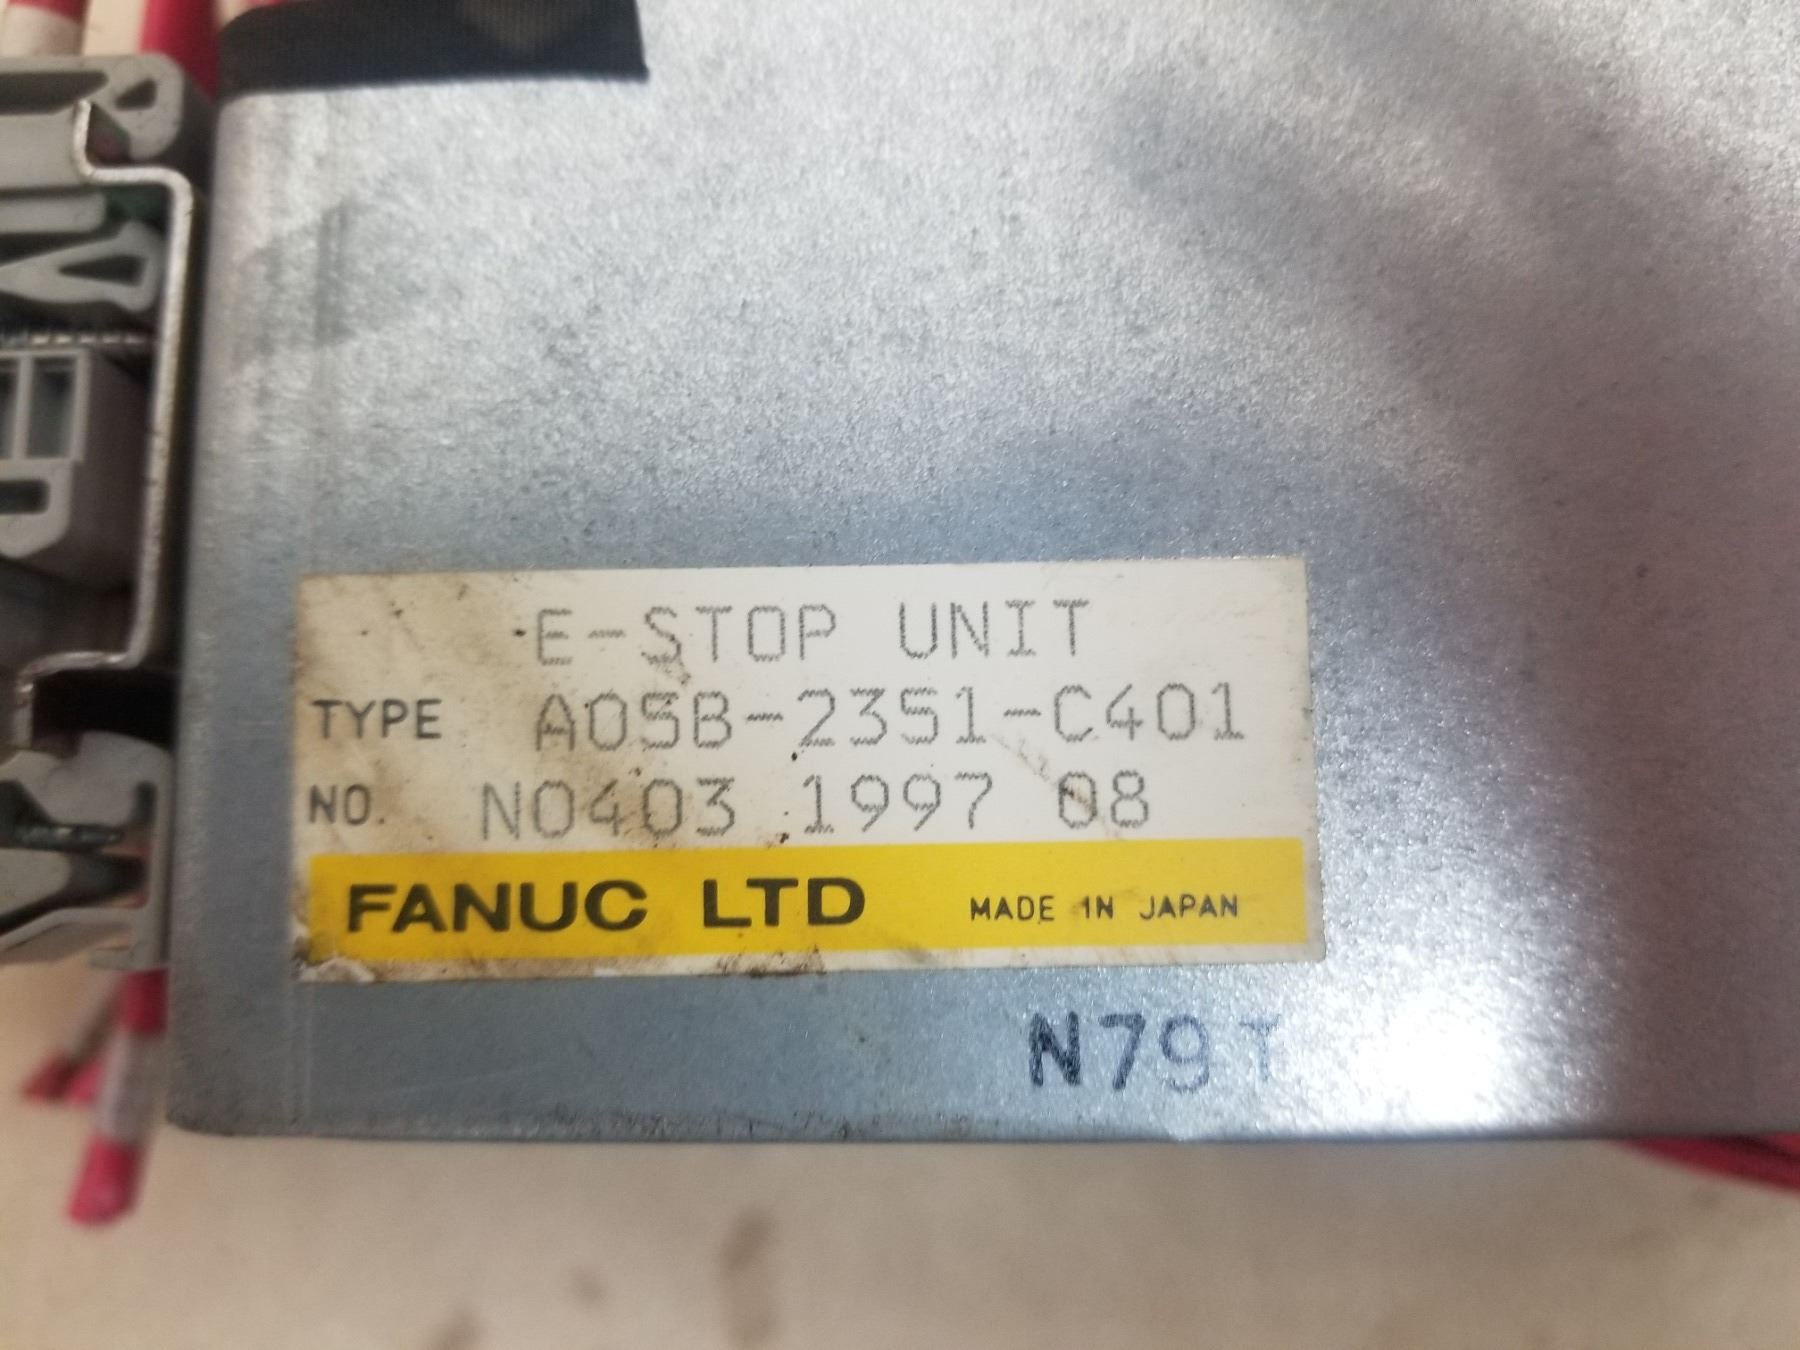 E-STOP UNIT
TYPE A05B-2351-C401
NO. N0403 1997 08
FANUC LTD MADE IN JAPAN
N79T